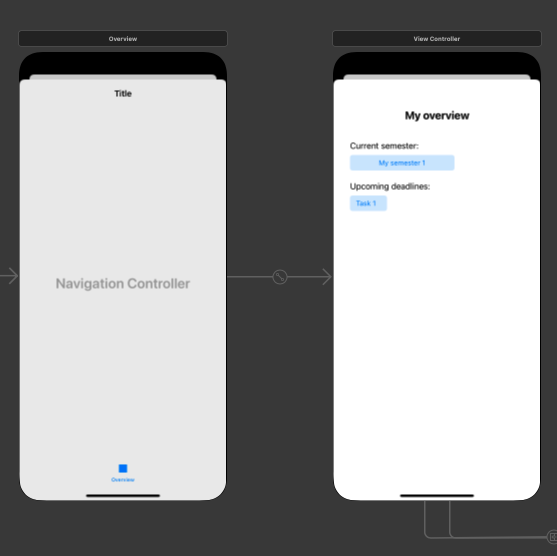 Overview
Title
Navigation Controller
Overview
View Controller
My overview
Current semester:
My semester 1
Upcoming deadlines:
Task 1